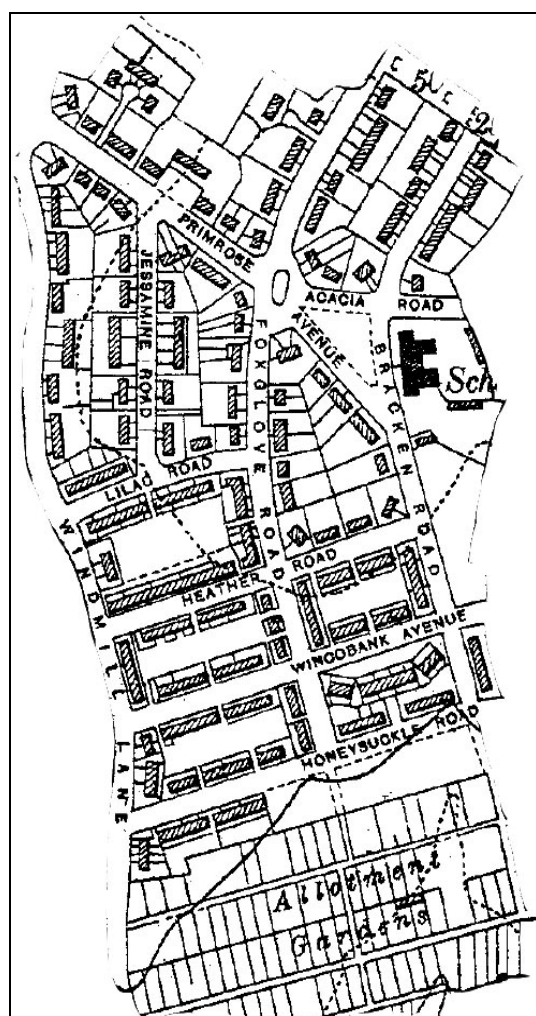 PRIMROSE
AVENUE
JESSAMINE ROAD
ACACIA ROAD
FOXGLOVE ROAD
BRACKEN ROAD
Sch
LILAC ROAD
WINDMILL LANE
HEATHER ROAD
WINCOBANK AVENUE
HONEYSUCKLE ROAD
Allotment
Gardens